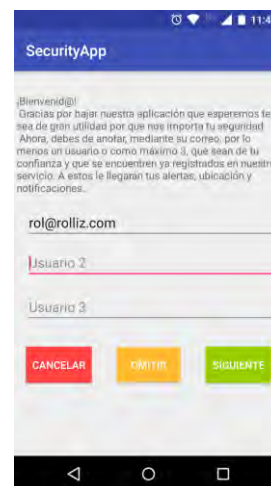 11:4
SecurityApp
¡Bienvenid@!
Gracias por bajar nuestra aplicación que esperemos te
sea de gran utilidad por que nos importa tu seguridad
Ahora, debes de anotar, mediante su correo, por lo
menos un usuario o como máximo 3, que sean de tu
confianza y que se encuentren ya registrados en nuestr
servicio. A estos le llegarán tus alertas, ubicación y
notificaciones.
rol@rolliz.com
Usuario 2
Usuario 3
CANCELAR
OMITIR
SIGUIENTE